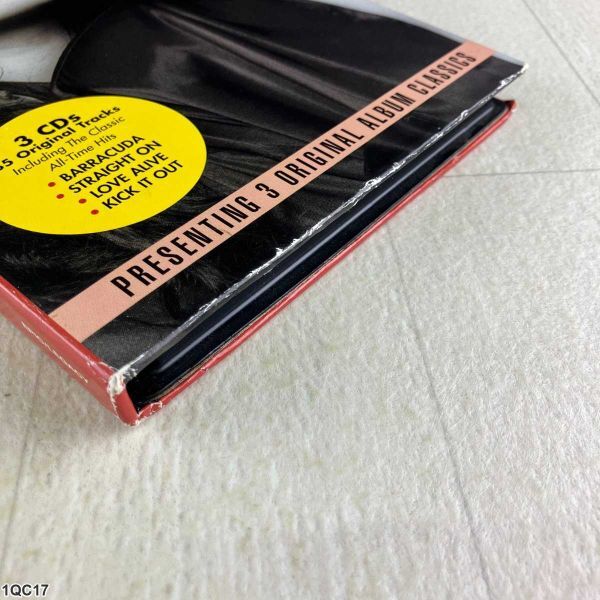 3 CDs
35 Original Tracks
Including The Classic
All-Time Hits
• BARRACUDA
• STRAIGHT ON
• LOVE ALIVE
• KICK IT OUT
PRESENTING 3 ORIGINAL ALBUM CLASSICS
1QC17